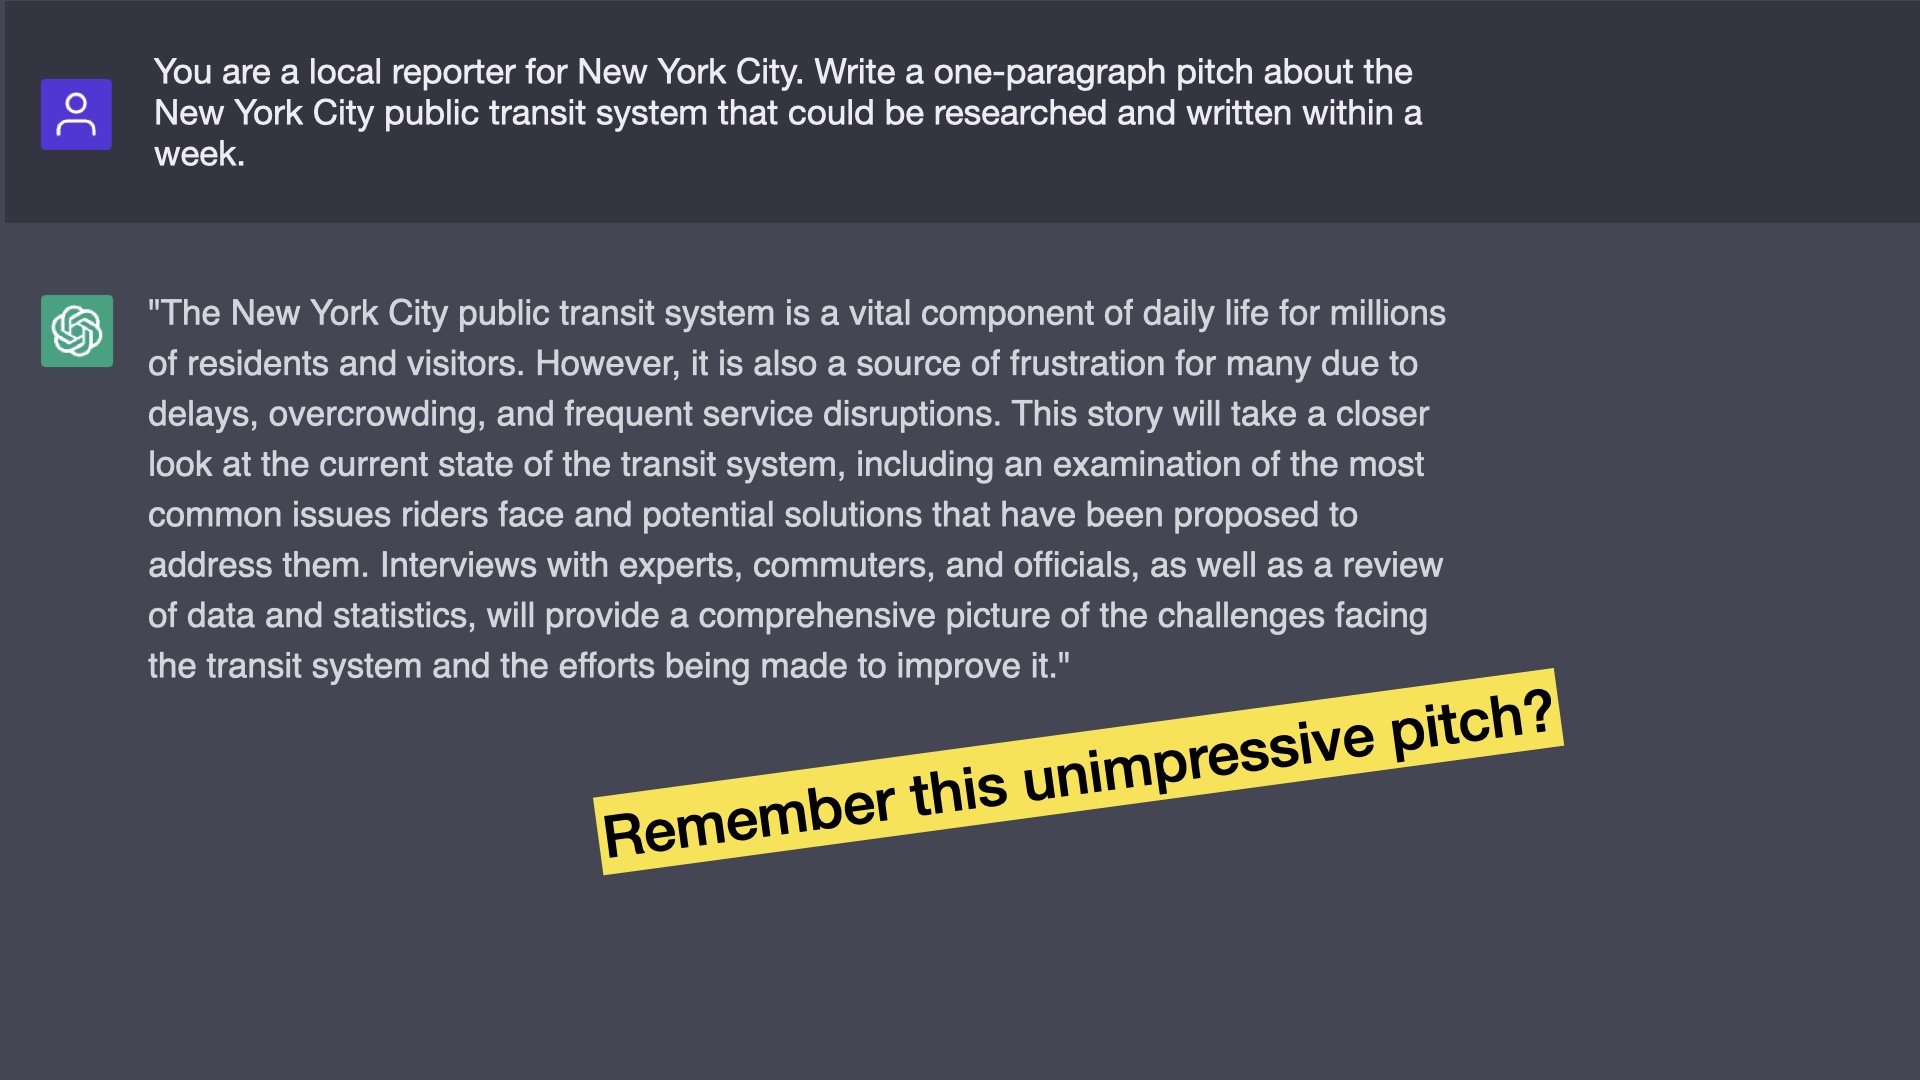 You are a local reporter for New York City. Write a one-paragraph pitch about the
New York City public transit system that could be researched and written within a
week.
"The New York City public transit system is a vital component of daily life for millions
of residents and visitors. However, it is also a source of frustration for many due to
delays, overcrowding, and frequent service disruptions. This story will take a closer
look at the current state of the transit system, including an examination of the most
common issues riders face and potential solutions that have been proposed to
address them. Interviews with experts, commuters, and officials, as well as a review
of data and statistics, will provide a comprehensive picture of the challenges facing
the transit system and the efforts being made to improve it."
Remember this unimpressive pitch?